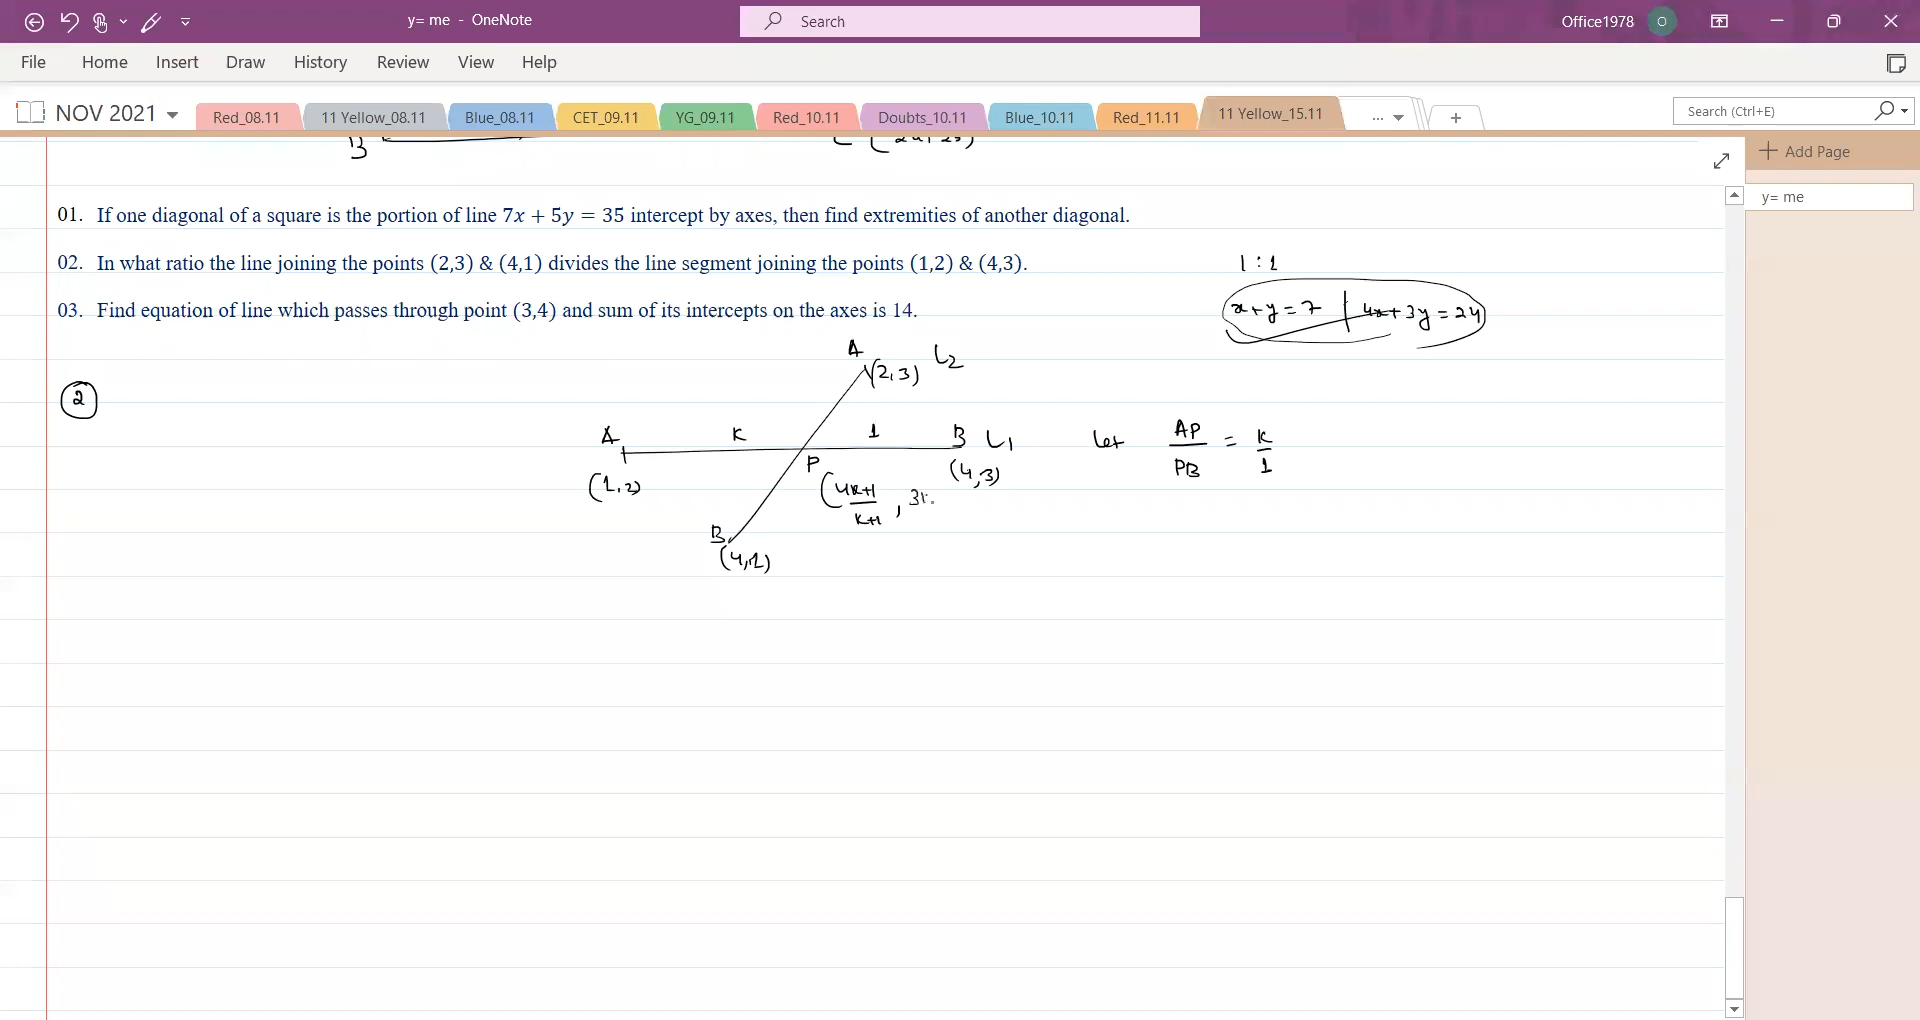 y= me - OneNote
Search
Office1978
O
File Home Insert Draw History Review View Help
NOV 2021
Red_08.11 11 Yellow_08.11 Blue_08.11 CET_09.11 YG_09.11 Red_10.11 Doubts_10.11 Blue_10.11 Red_11.11 11 Yellow_15.11 ... +
Search (Ctrl+E)
Add Page
y= me
01. If one diagonal of a square is the portion of line 7x + 5y = 35 intercept by axes, then find extremities of another diagonal.
02. In what ratio the line joining the points (2,3) & (4,1) divides the line segment joining the points (1,2) & (4,3).
1 : 1
03. Find equation of line which passes through point (3,4) and sum of its intercepts on the axes is 14.
x+y=7 | 4x+3y=24
A
(2,3) L2
2
A K 1 B L1
let AP/PB = K/1
(1,2) P (4,3)
(4K+1/K+1 , 3K
B
(4,1)